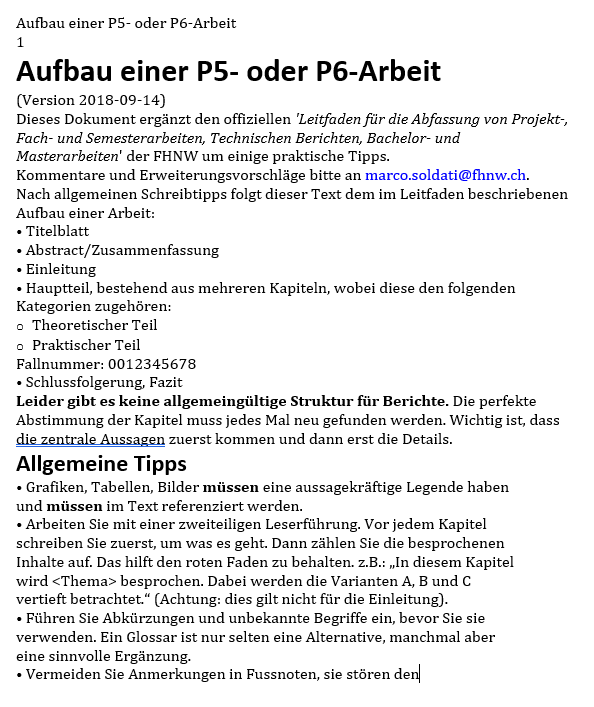 Aufbau einer P5- oder P6-Arbeit
1
Aufbau einer P5- oder P6-Arbeit
(Version 2018-09-14)
Dieses Dokument ergänzt den offiziellen 'Leitfaden für die Abfassung von Projekt-,
Fach- und Semesterarbeiten, Technischen Berichten, Bachelor- und
Masterarbeiten' der FHNW um einige praktische Tipps.
Kommentare und Erweiterungsvorschläge bitte an marco.soldati@fhnw.ch.
Nach allgemeinen Schreibtipps folgt dieser Text dem im Leitfaden beschriebenen
Aufbau einer Arbeit:
• Titelblatt
• Abstract/Zusammenfassung
• Einleitung
• Hauptteil, bestehend aus mehreren Kapiteln, wobei diese den folgenden
Kategorien zugehören:
o Theoretischer Teil
o Praktischer Teil
Fallnummer: 0012345678
• Schlussfolgerung, Fazit
Leider gibt es keine allgemeingültige Struktur für Berichte. Die perfekte
Abstimmung der Kapitel muss jedes Mal neu gefunden werden. Wichtig ist, dass
die zentrale Aussagen zuerst kommen und dann erst die Details.
Allgemeine Tipps
• Grafiken, Tabellen, Bilder müssen eine aussagekräftige Legende haben
und müssen im Text referenziert werden.
• Arbeiten Sie mit einer zweiteiligen Leserführung. Vor jedem Kapitel
schreiben Sie zuerst, um was es geht. Dann zählen Sie die besprochenen
Inhalte auf. Das hilft den roten Faden zu behalten. z.B.: „In diesem Kapitel
wird <Thema> besprochen. Dabei werden die Varianten A, B und C
vertieft betrachtet.“ (Achtung: dies gilt nicht für die Einleitung).
• Führen Sie Abkürzungen und unbekannte Begriffe ein, bevor Sie sie
verwenden. Ein Glossar ist nur selten eine Alternative, manchmal aber
eine sinnvolle Ergänzung.
• Vermeiden Sie Anmerkungen in Fussnoten, sie stören den